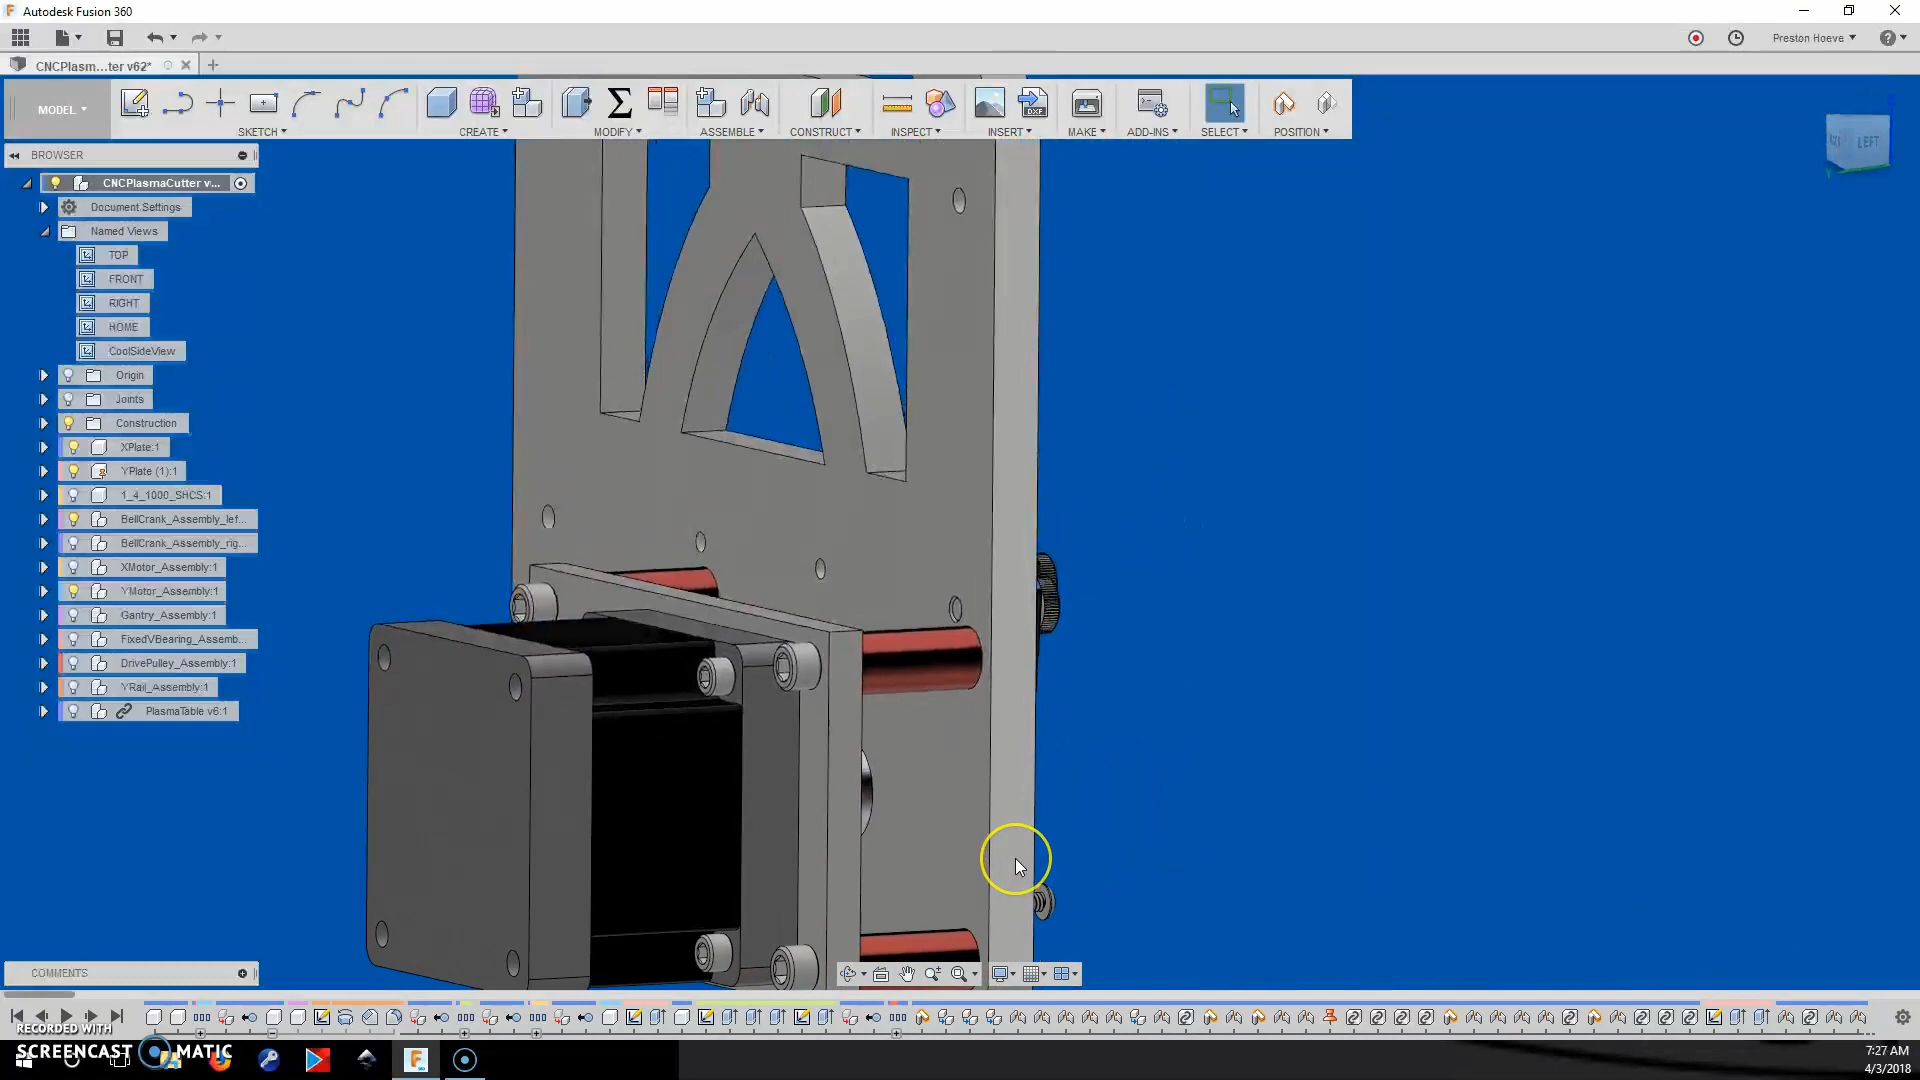 Autodesk Fusion 360
Preston Hoeve
CNCPlasm...ter v62*
MODEL
SKETCH
CREATE
MODIFY
ASSEMBLE
CONSTRUCT
INSPECT
INSERT
MAKE
ADD-INS
SELECT
POSITION
DXF
LEFT
BROWSER
CNCPlasmaCutter v...
Document Settings
Named Views
TOP
FRONT
RIGHT
HOME
CoolSideView
Origin
Joints
Construction
XPlate:1
YPlate (1):1
1_4_1000_SHCS:1
BellCrank_Assembly_lef...
BellCrank_Assembly_rig...
XMotor_Assembly:1
YMotor_Assembly:1
Gantry_Assembly:1
FixedVBearing_Assemb...
DrivePulley_Assembly:1
YRail_Assembly:1
PlasmaTable v6:1
COMMENTS
RECORDED WITH
SCREENCAST MATIC
7:27 AM
4/3/2018